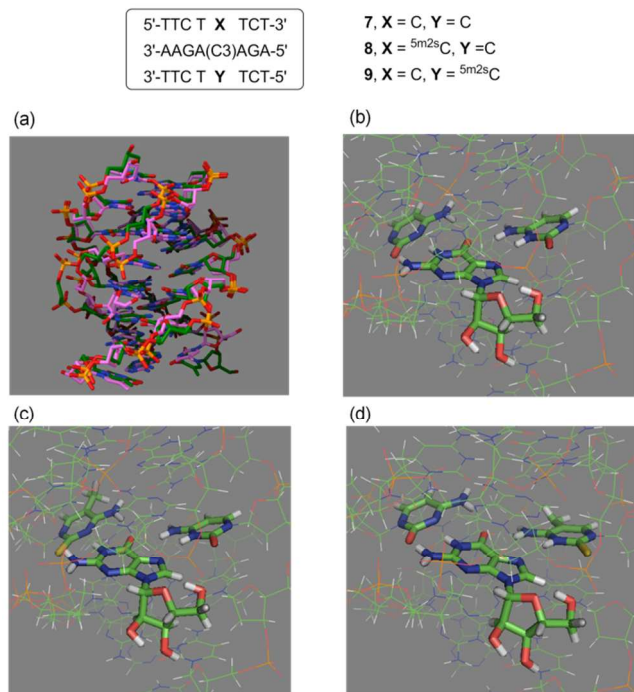 5'-TTC T X TCT-3'
3'-AAGA(C3)AGA-5'
3'-TTC T Y TCT-5'
7, X = C, Y = C
8, X = 5m2sC, Y =C
9, X = C, Y = 5m2sC
(a)
(b)
(c)
(d)